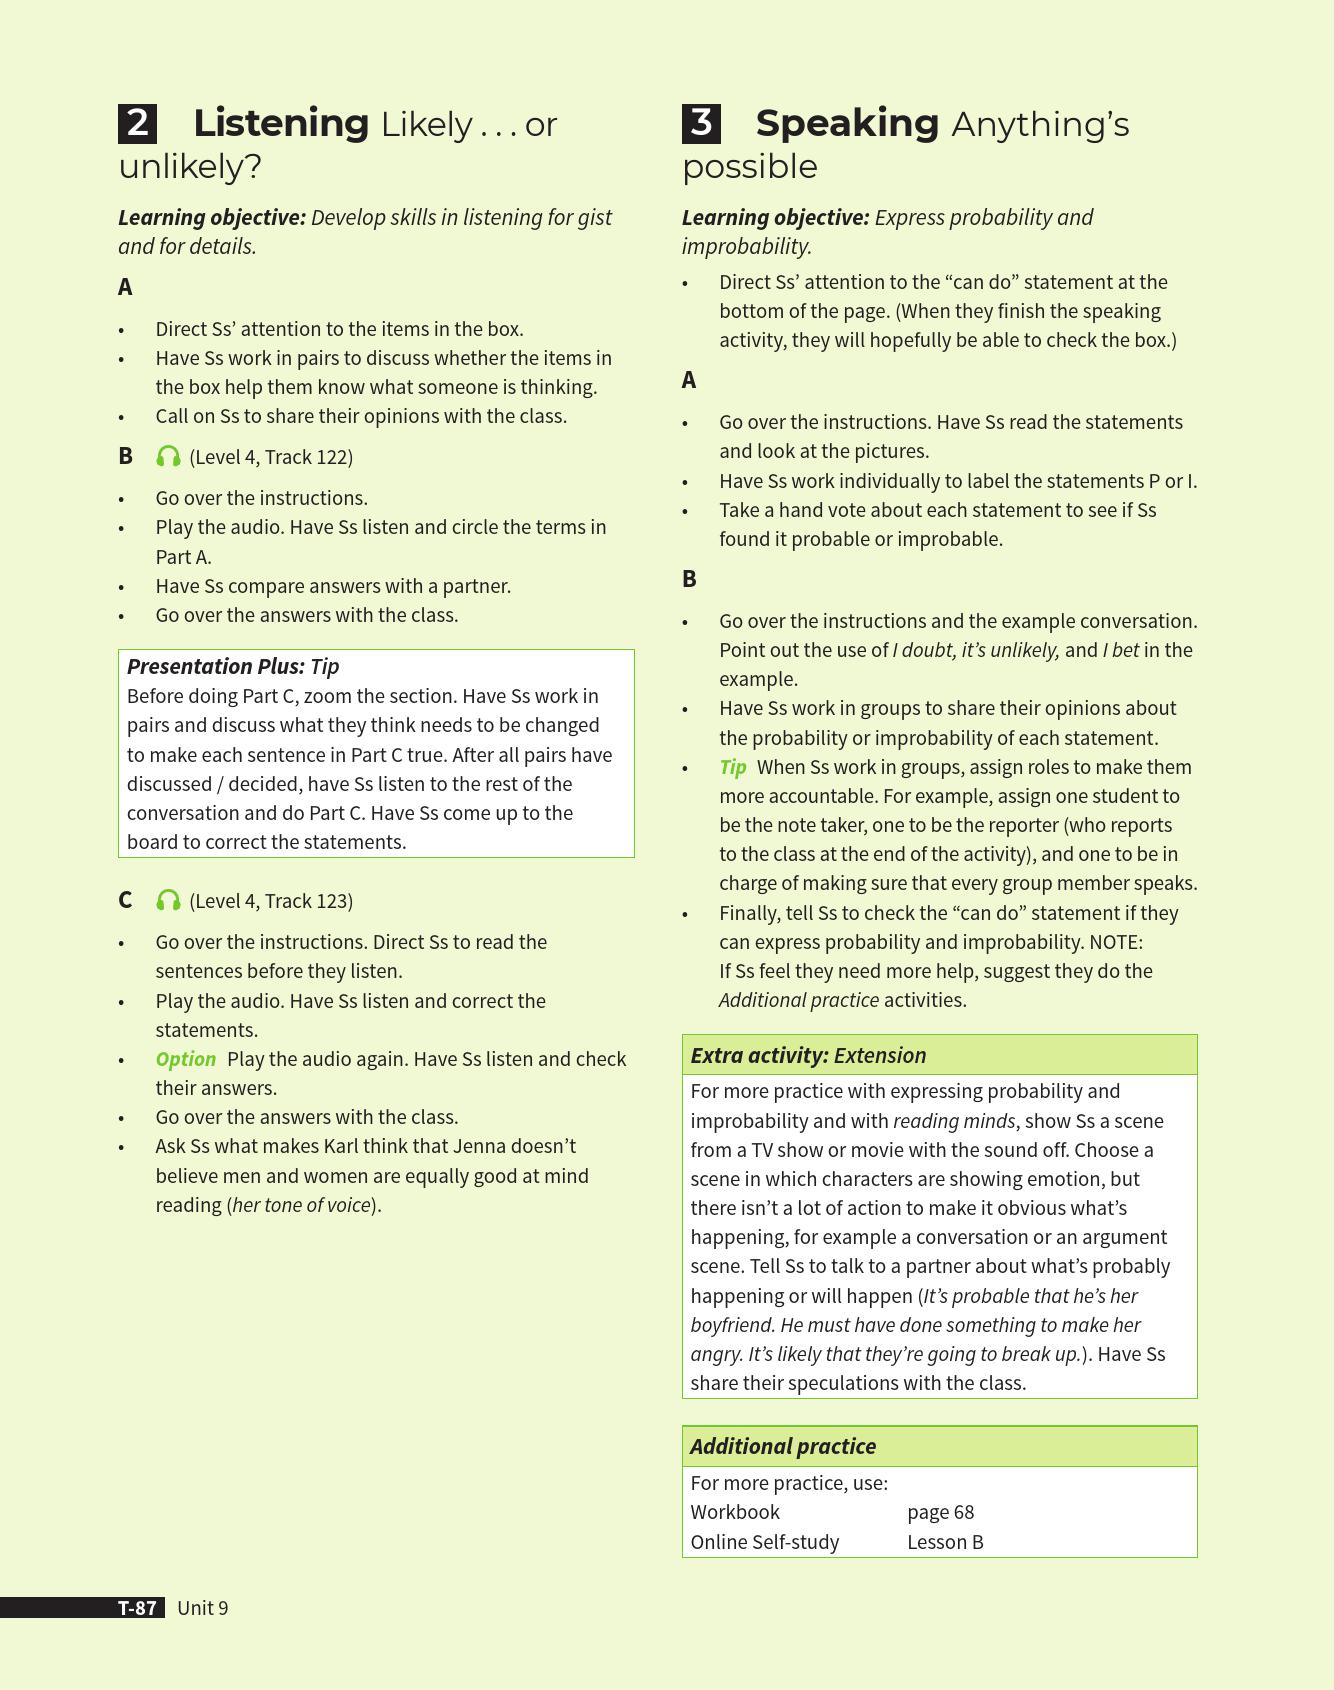 2 Listening Likely . . . or
unlikely?
Learning objective: Develop skills in listening for gist
and for details.
A
• Direct Ss’ attention to the items in the box.
• Have Ss work in pairs to discuss whether the items in
the box help them know what someone is thinking.
• Call on Ss to share their opinions with the class.
B (Level 4, Track 122)
• Go over the instructions.
• Play the audio. Have Ss listen and circle the terms in
Part A.
• Have Ss compare answers with a partner.
• Go over the answers with the class.
Presentation Plus: Tip
Before doing Part C, zoom the section. Have Ss work in
pairs and discuss what they think needs to be changed
to make each sentence in Part C true. After all pairs have
discussed / decided, have Ss listen to the rest of the
conversation and do Part C. Have Ss come up to the
board to correct the statements.
C (Level 4, Track 123)
• Go over the instructions. Direct Ss to read the
sentences before they listen.
• Play the audio. Have Ss listen and correct the
statements.
• Option Play the audio again. Have Ss listen and check
their answers.
• Go over the answers with the class.
• Ask Ss what makes Karl think that Jenna doesn’t
believe men and women are equally good at mind
reading (her tone of voice).
3 Speaking Anything’s
possible
Learning objective: Express probability and
improbability.
• Direct Ss’ attention to the “can do” statement at the
bottom of the page. (When they finish the speaking
activity, they will hopefully be able to check the box.)
A
• Go over the instructions. Have Ss read the statements
and look at the pictures.
• Have Ss work individually to label the statements P or I.
• Take a hand vote about each statement to see if Ss
found it probable or improbable.
B
• Go over the instructions and the example conversation.
Point out the use of I doubt, it’s unlikely, and I bet in the
example.
• Have Ss work in groups to share their opinions about
the probability or improbability of each statement.
• Tip When Ss work in groups, assign roles to make them
more accountable. For example, assign one student to
be the note taker, one to be the reporter (who reports
to the class at the end of the activity), and one to be in
charge of making sure that every group member speaks.
• Finally, tell Ss to check the “can do” statement if they
can express probability and improbability. NOTE:
If Ss feel they need more help, suggest they do the
Additional practice activities.
Extra activity: Extension
For more practice with expressing probability and
improbability and with reading minds, show Ss a scene
from a TV show or movie with the sound off. Choose a
scene in which characters are showing emotion, but
there isn’t a lot of action to make it obvious what’s
happening, for example a conversation or an argument
scene. Tell Ss to talk to a partner about what’s probably
happening or will happen (It’s probable that he’s her
boyfriend. He must have done something to make her
angry. It’s likely that they’re going to break up.). Have Ss
share their speculations with the class.
Additional practice
For more practice, use:
Workbook page 68
Online Self-study Lesson B
T-87 Unit 9